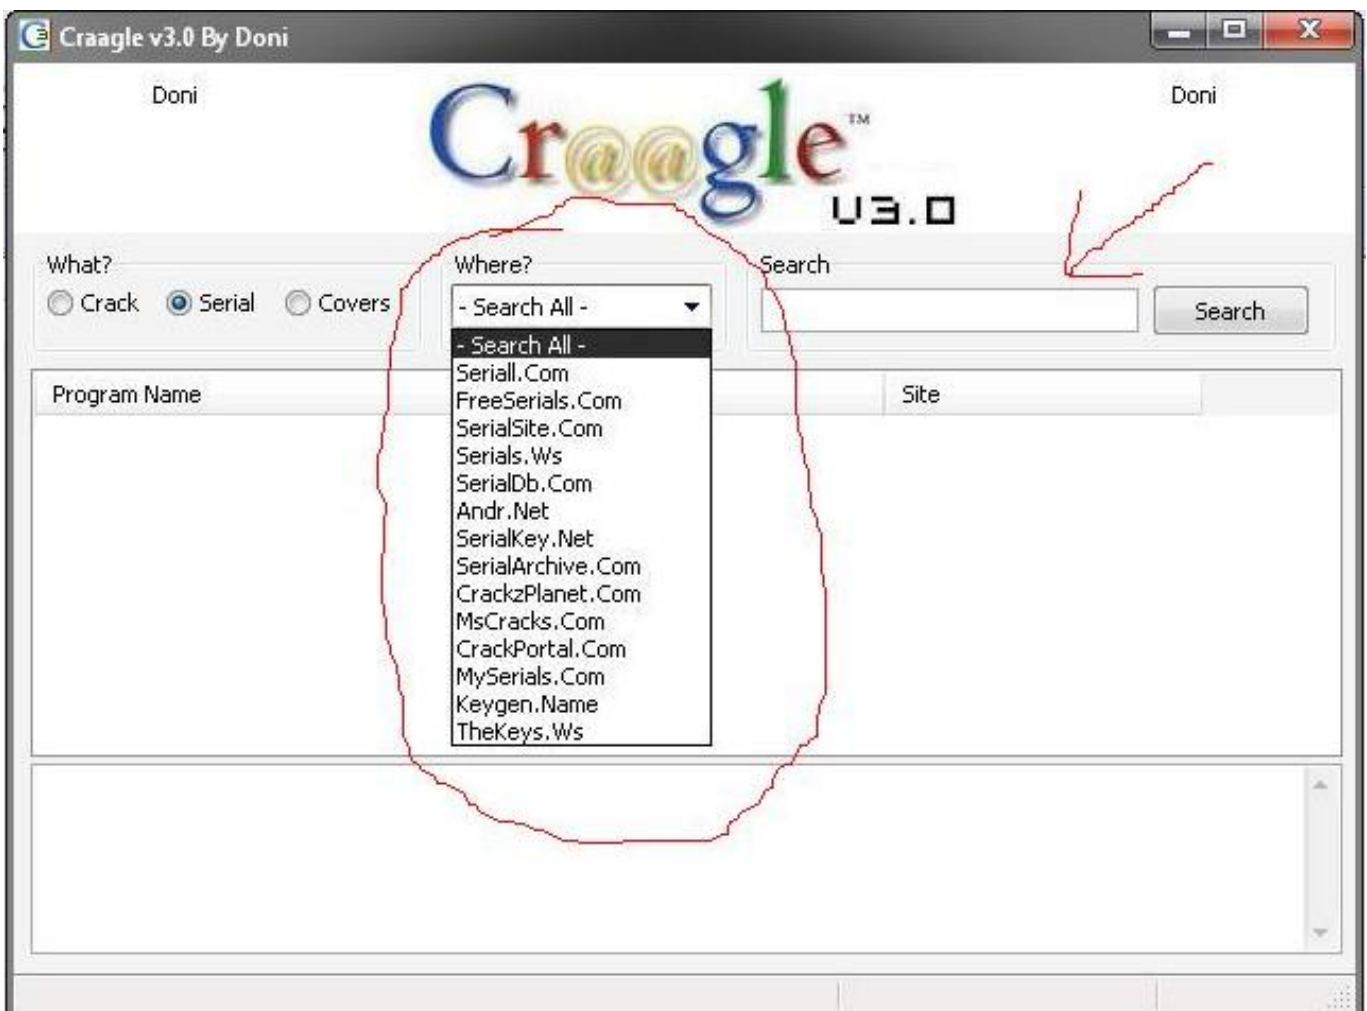 Craagle v3.0 By Doni
Doni
Cr@@gle™
Doni
V3.0
What?
Where?
Search
Crack
Serial
Covers
- Search All -
Search
- Search All -
Seriall.Com
FreeSerials.Com
SerialSite.Com
Serials.Ws
SerialDb.Com
Andr.Net
SerialKey.Net
SerialArchive.Com
CrackzPlanet.Com
MsCracks.Com
CrackPortal.Com
MySerials.Com
Keygen.Name
TheKeys.Ws
Program Name
Site